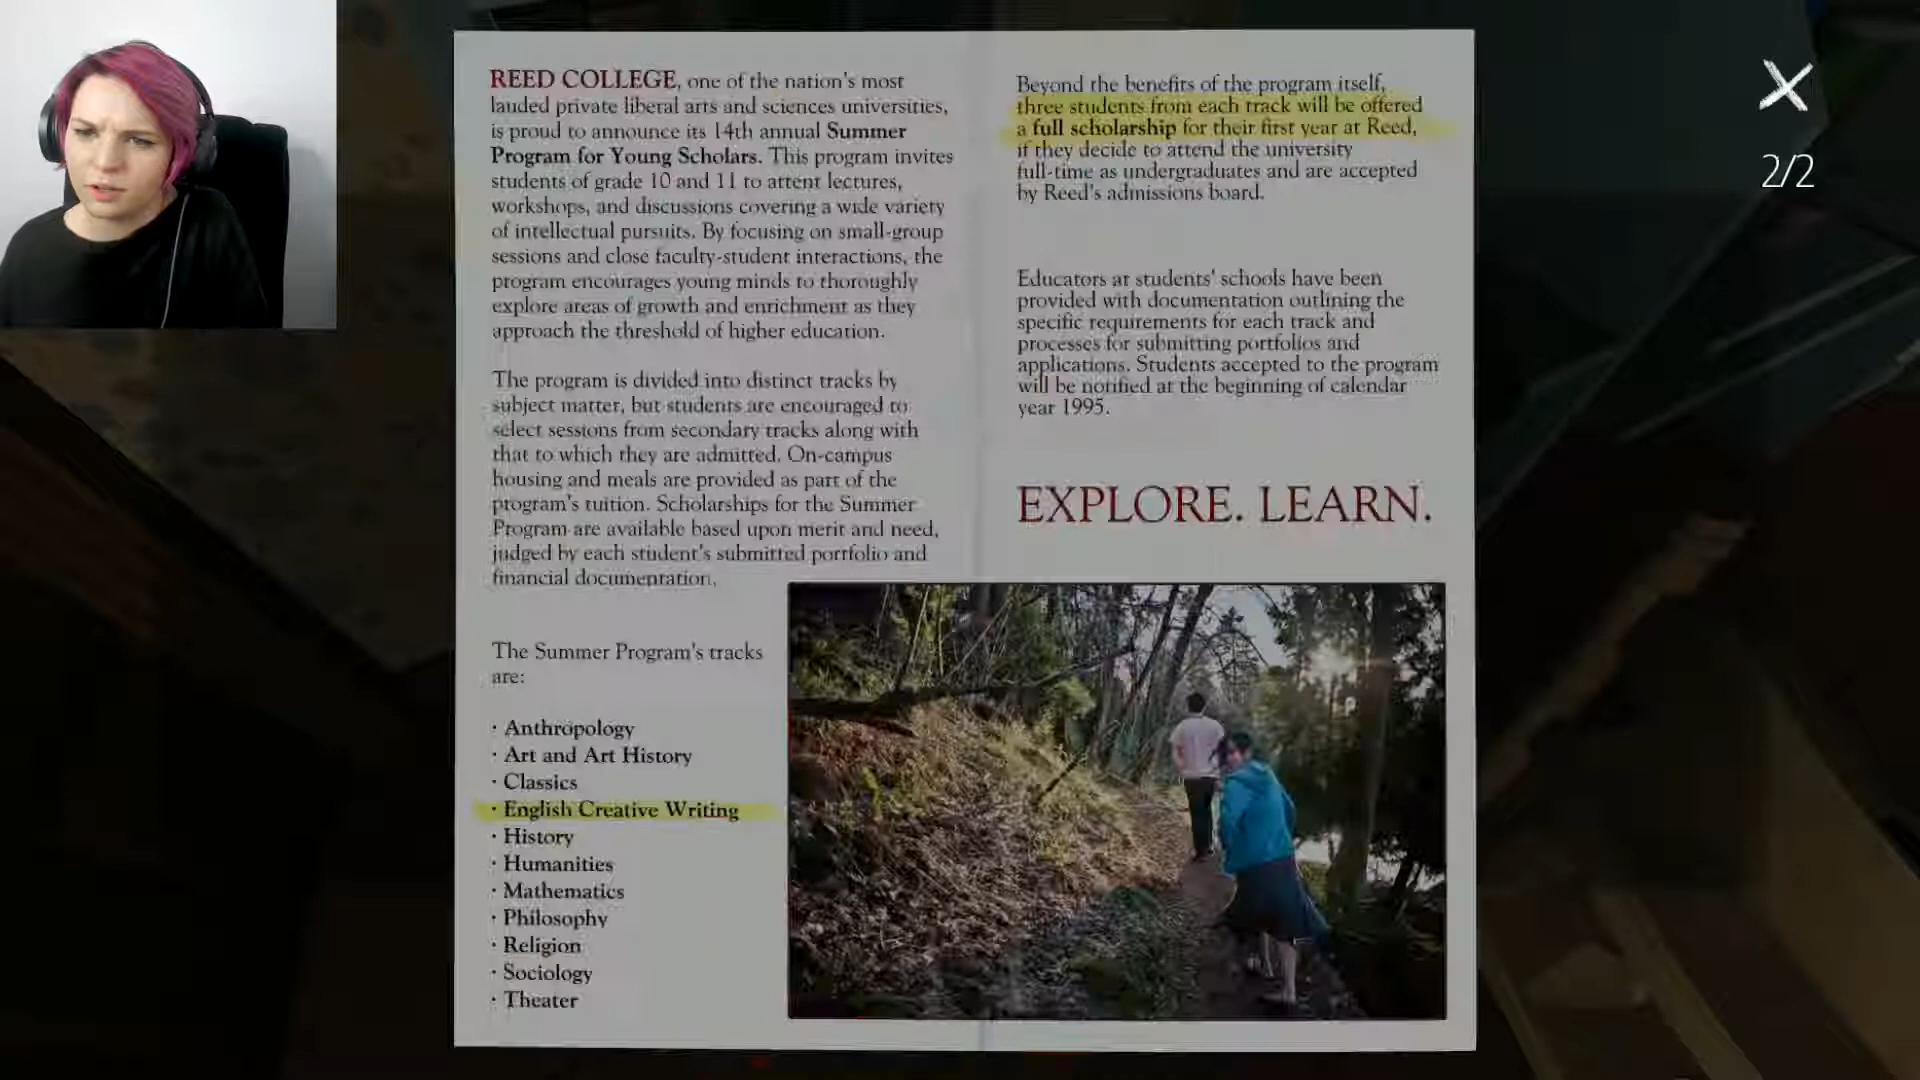 REED COLLEGE, one of the nation's most
lauded private liberal arts and sciences universities,
is proud to announce its 14th annual Summer
Program for Young Scholars. This program invites
students of grade 10 and 11 to attent lectures,
workshops, and discussions covering a wide variety
of intellectual pursuits. By focusing on small-group
sessions and close faculty-student interactions, the
program encourages young minds to thoroughly
explore areas of growth and enrichment as they
approach the threshold of higher education.
The program is divided into distinct tracks by
subject matter, but students are encouraged to
select sessions from secondary tracks along with
that to which they are admitted. On-campus
housing and meals are provided as part of the
program's tuition. Scholarships for the Summer
Program are available based upon merit and need,
judged by each student's submitted portfolio and
financial documentation.
The Summer Program's tracks
are:
· Anthropology
· Art and Art History
· Classics
· English Creative Writing
· History
· Humanities
· Mathematics
· Philosophy
· Religion
· Sociology
· Theater
Beyond the benefits of the program itself,
three students from each track will be offered
a full scholarship for their first year at Reed,
if they decide to attend the university
full-time as undergraduates and are accepted
by Reed's admissions board.
Educators at students' schools have been
provided with documentation outlining the
specific requirements for each track and
processes for submitting portfolios and
applications. Students accepted to the program
will be notified at the beginning of calendar
year 1995.
EXPLORE. LEARN.
2/2